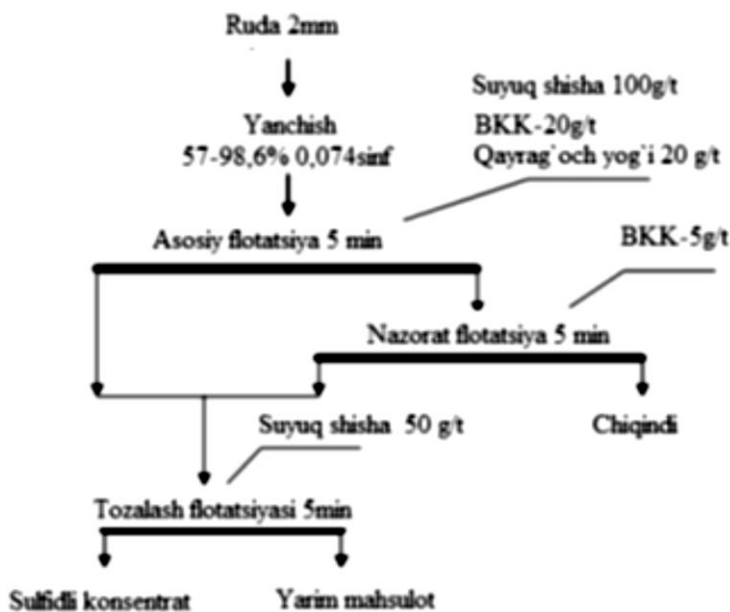 Ruda 2mm
Suyuq shisha 100g/t
Yanchish
BKK-20g/t
57-98,6% 0,074sinf
Qayrag`och yog`i 20 g/t
Asosiy flotatsiya 5 min
BKK-5g/t
Nazorat flotatsiya 5 min
Suyuq shisha 50 g/t
Chiqindi
Tozalash flotatsiyasi 5min
Sulfidli konsentrat
Yarim mahsulot